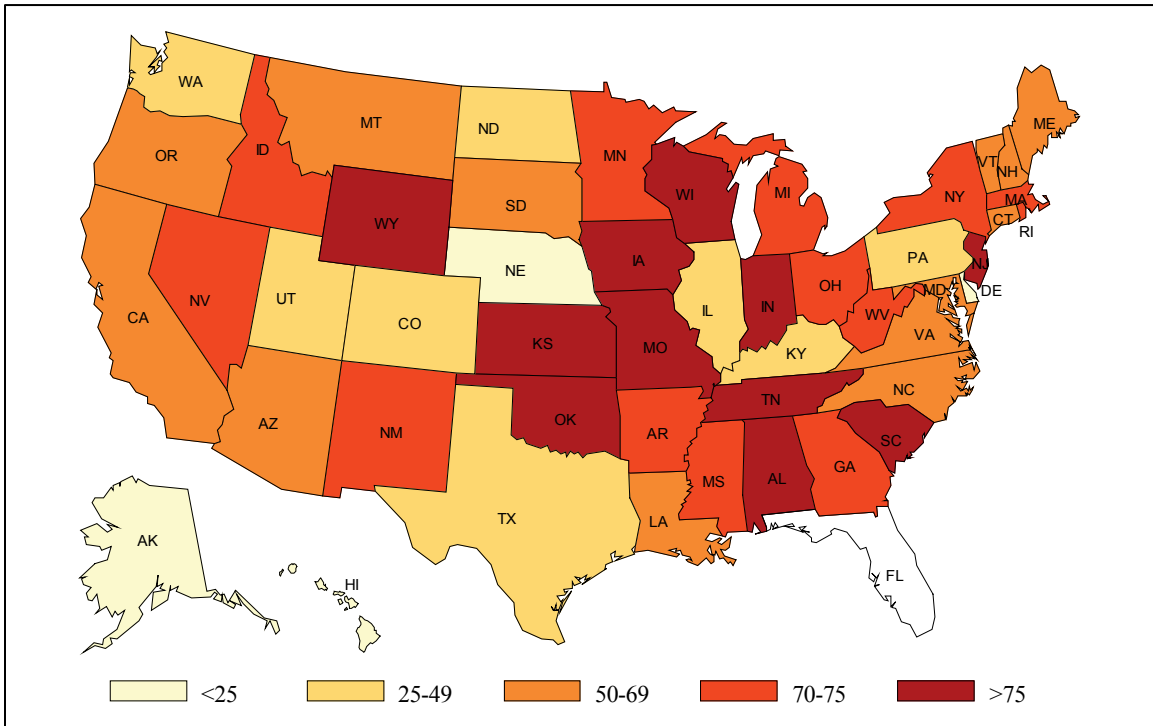 WA
MT
ND
ME
OR
ID
MN
VT
NH
SD
WI
MI
NY
MA
WY
CT
RI
NE
IA
PA
NV
UT
CO
IL
IN
OH
NJ
DE
MD
CA
WV
VA
KS
MO
KY
AZ
NM
OK
AR
TN
NC
SC
MS
AL
GA
TX
LA
AK
HI
FL
<25
25-49
50-69
70-75
>75